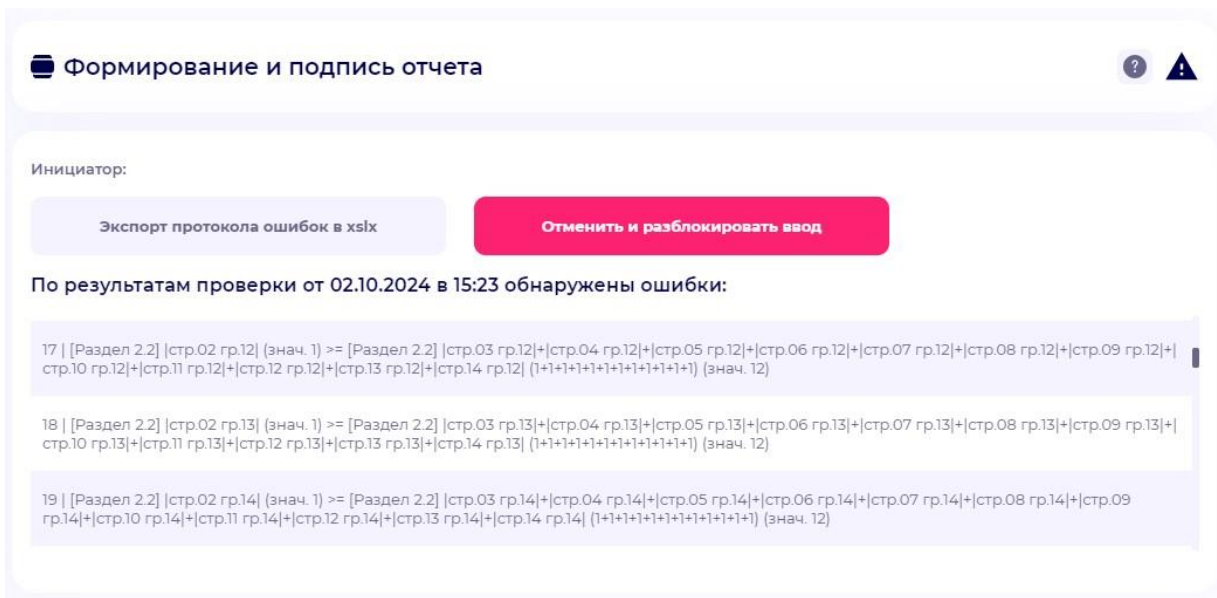 Формирование и подпись отчета
?
Инициатор:
Экспорт протокола ошибок в xslx
Отменить и разблокировать ввод
По результатам проверки от 02.10.2024 в 15:23 обнаружены ошибки:
17 | [Раздел 2.2] |стр.02 гр.12| (знач. 1) >= [Раздел 2.2] |стр.03 гр.12|+|стр.04 гр.12|+|стр.05 гр.12|+|стр.06 гр.12|+|стр.07 гр.12|+|стр.08 гр.12|+|стр.09 гр.12|+|
стр.10 гр.12|+|стр.11 гр.12|+|стр.12 гр.12|+|стр.13 гр.12|+|стр.14 гр.12| (1+1+1+1+1+1+1+1+1+1+1+1) (знач. 12)
18 | [Раздел 2.2] |стр.02 гр.13| (знач. 1) >= [Раздел 2.2] |стр.03 гр.13|+|стр.04 гр.13|+|стр.05 гр.13|+|стр.06 гр.13|+|стр.07 гр.13|+|стр.08 гр.13|+|стр.09 гр.13|+|
стр.10 гр.13|+|стр.11 гр.13|+|стр.12 гр.13|+|стр.13 гр.13|+|стр.14 гр.13| (1+1+1+1+1+1+1+1+1+1+1+1) (знач. 12)
19 | [Раздел 2.2] |стр.02 гр.14| (знач. 1) >= [Раздел 2.2] |стр.03 гр.14|+|стр.04 гр.14|+|стр.05 гр.14|+|стр.06 гр.14|+|стр.07 гр.14|+|стр.08 гр.14|+|стр.09
гр.14|+|стр.10 гр.14|+|стр.11 гр.14|+|стр.12 гр.14|+|стр.13 гр.14|+|стр.14 гр.14| (1+1+1+1+1+1+1+1+1+1+1+1) (знач. 12)